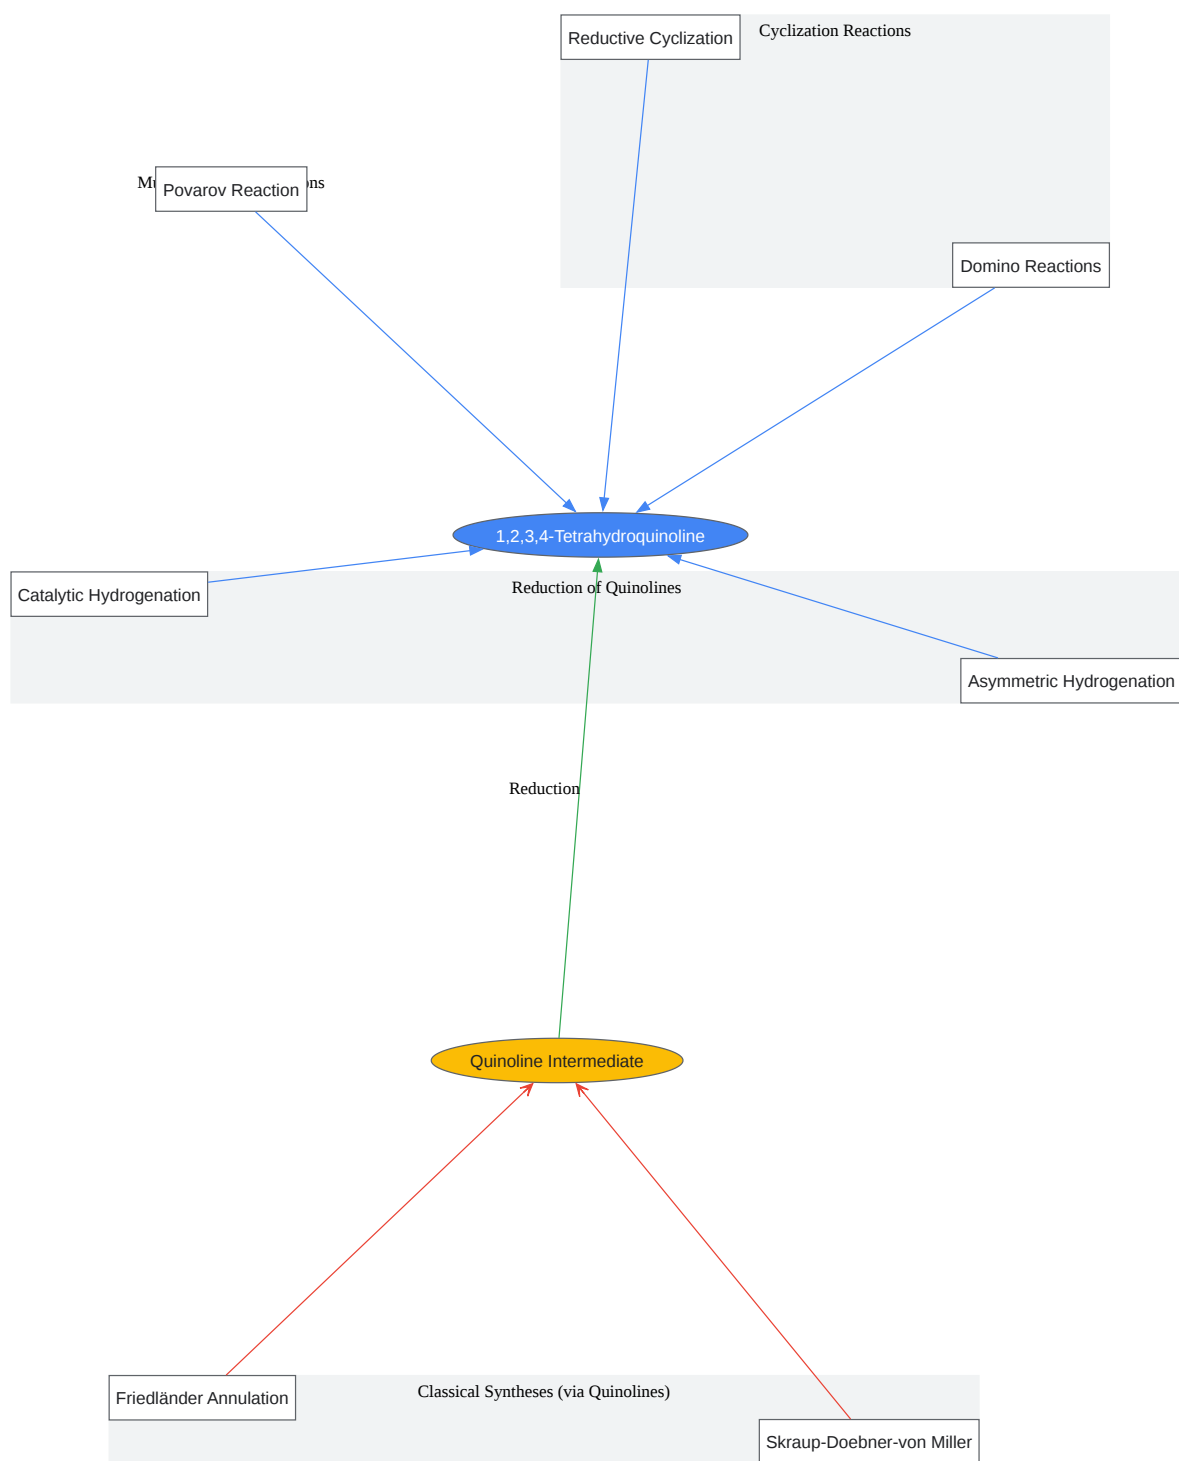 Reductive Cyclization
Cyclization Reactions
Povarov Reaction
Domino Reactions
1,2,3,4-Tetrahydroquinoline
Reduction of Quinolines
Catalytic Hydrogenation
Asymmetric Hydrogenation
Reduction
Quinoline Intermediate
Classical Syntheses (via Quinolines)
Friedländer Annulation
Skraup-Doebner-von Miller